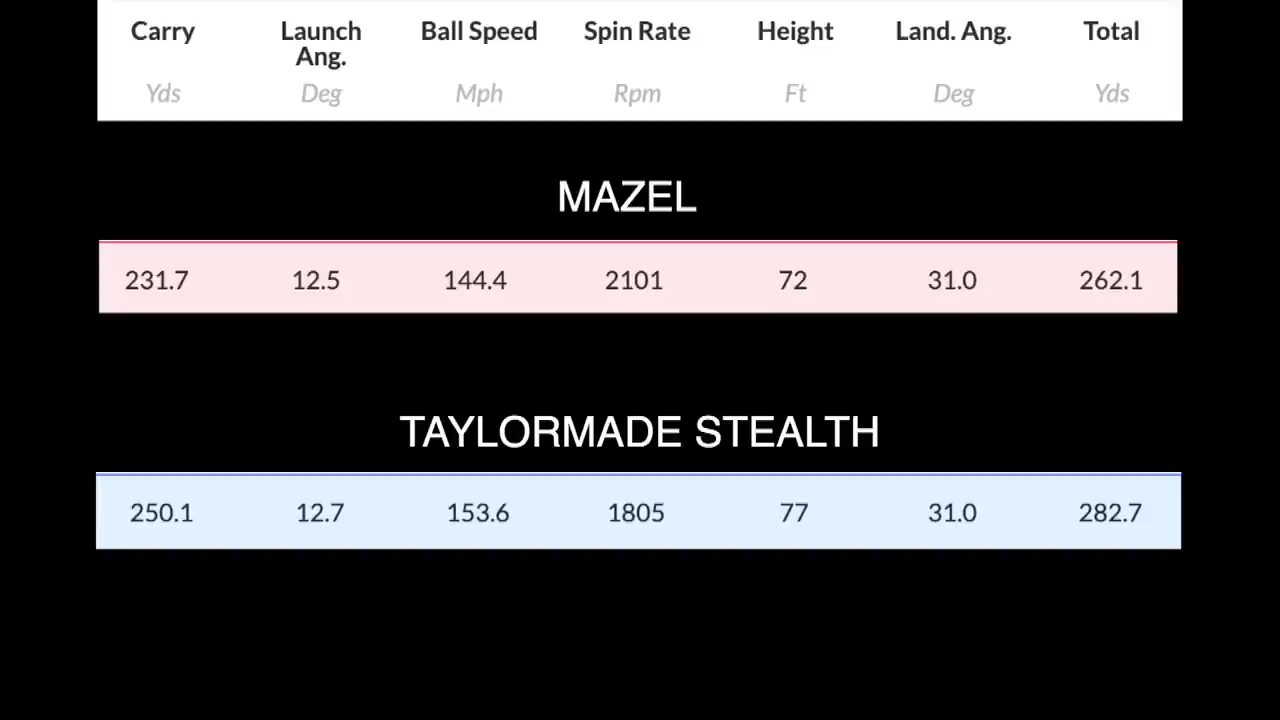 Carry Launch Ang. Ball Speed Spin Rate Height Land. Ang. Total
Yds Deg Mph Rpm Ft Deg Yds
MAZEL
231.7 12.5 144.4 2101 72 31.0 262.1
TAYLORMADE STEALTH
250.1 12.7 153.6 1805 77 31.0 282.7